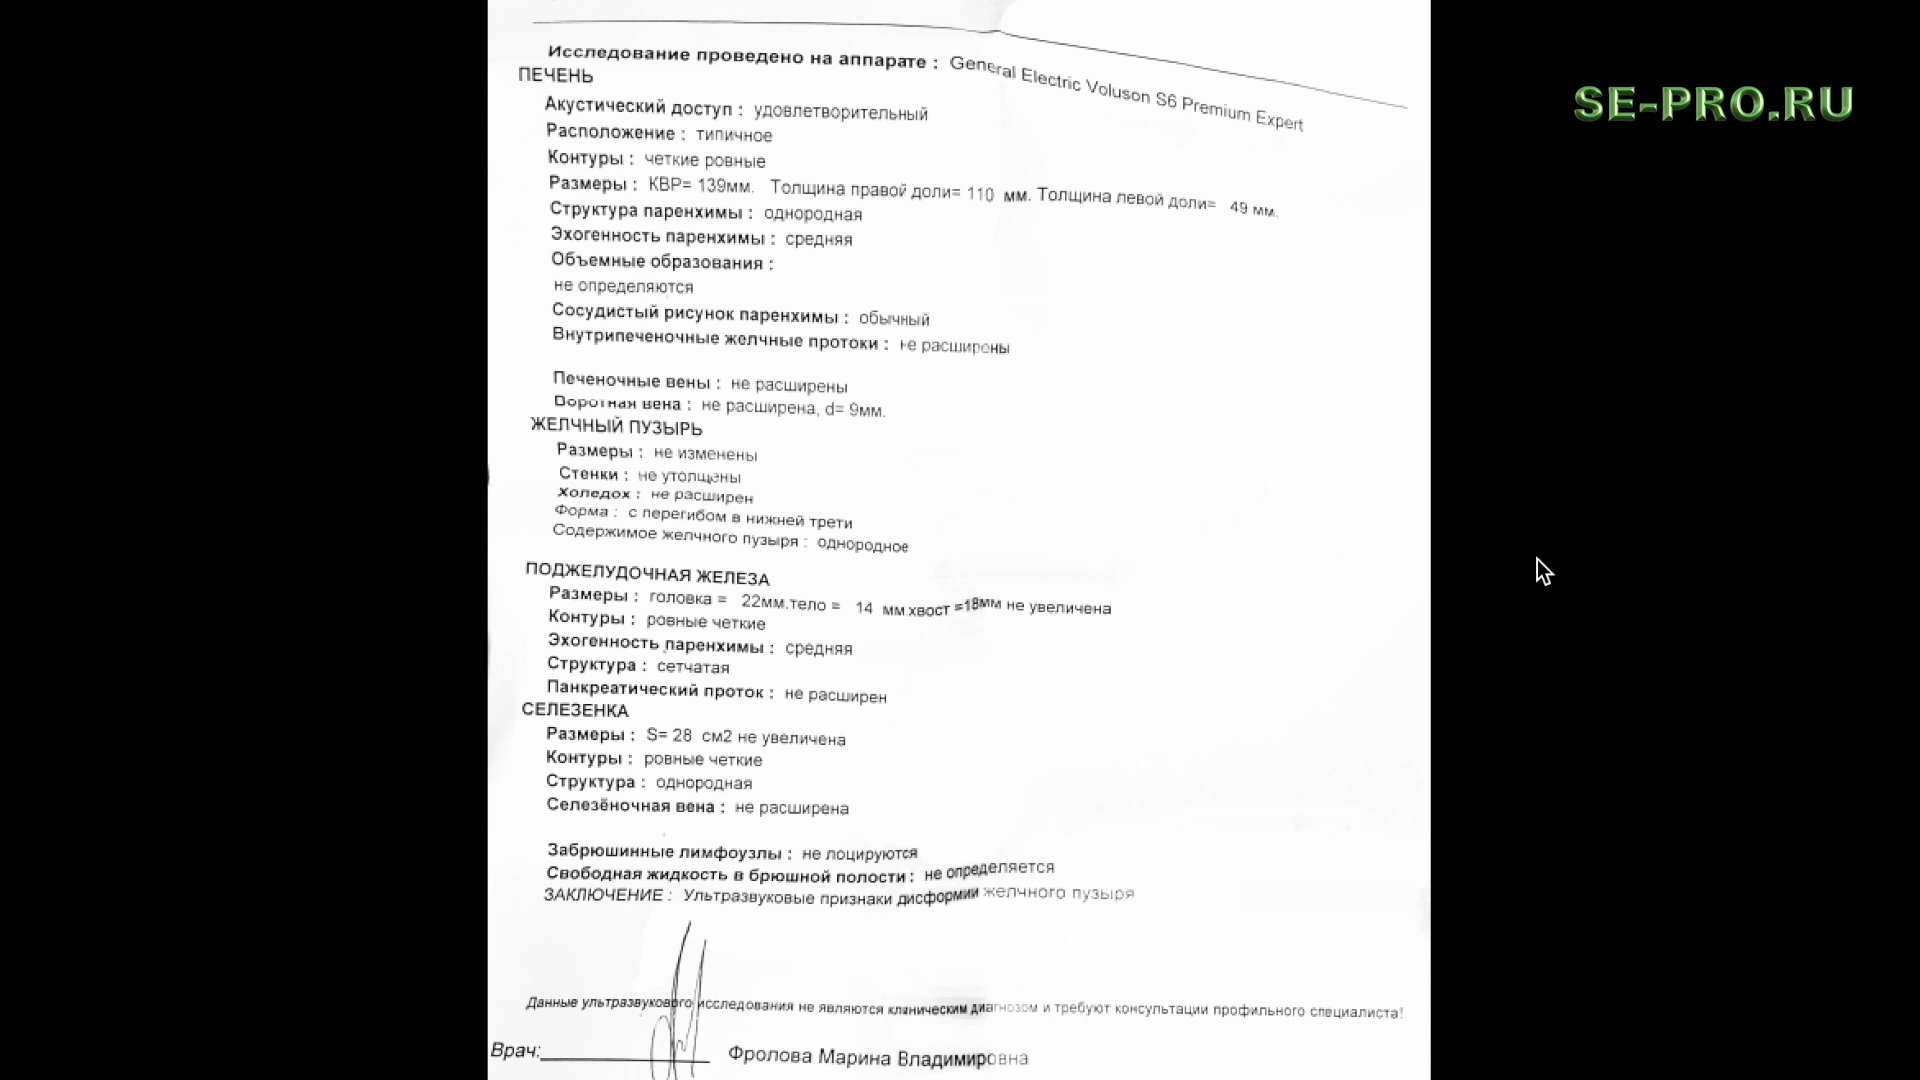 SE-PRO.RU
Исследование проведено на аппарате : General Electric Voluson S6 Premium Expert
ПЕЧЕНЬ
Акустический доступ : удовлетворительный
Расположение : типичное
Контуры : четкие ровные
Размеры : КВР= 139мм. Толщина правой доли= 110 мм. Толщина левой доли= 49 мм.
Структура паренхимы : однородная
Эхогенность паренхимы : средняя
Объемные образования :
не определяются
Сосудистый рисунок паренхимы : обычный
Внутрипеченочные желчные протоки : не расширены
Печеночные вены : не расширены
Воротная вена : не расширена, d= 9мм.
ЖЕЛЧНЫЙ ПУЗЫРЬ
Размеры : не изменены
Стенки : не утолщены
Холедох : не расширен
Форма : с перегибом в нижней трети
Содержимое желчного пузыря : однородное
ПОДЖЕЛУДОЧНАЯ ЖЕЛЕЗА
Размеры : головка = 22мм.тело = 14 мм.хвост =18мм не увеличена
Контуры : ровные четкие
Эхогенность паренхимы : средняя
Структура : сетчатая
Панкреатический проток : не расширен
СЕЛЕЗЕНКА
Размеры : S= 28 см2 не увеличена
Контуры : ровные четкие
Структура : однородная
Селезёночная вена : не расширена
Забрюшинные лимфоузлы : не лоцируются
Свободная жидкость в брюшной полости : не определяется
ЗАКЛЮЧЕНИЕ : Ультразвуковые признаки дисформии желчного пузыря
Данные ультразвукового исследования не являются клиническим диагнозом и требуют консультации профильного специалиста!
Врач: Фролова Марина Владимировна